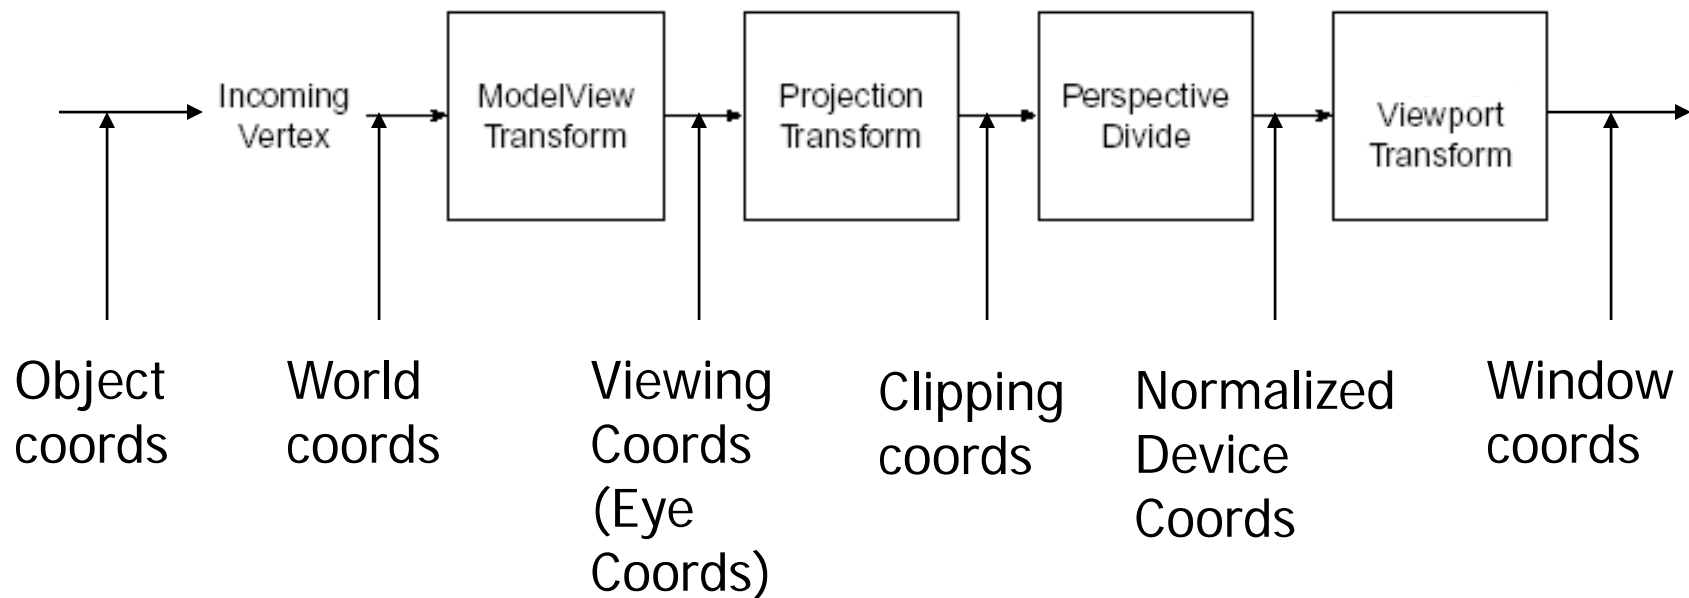 Incoming
Vertex
ModelView
Transform
Projection
Transform
Perspective
Divide
Viewport
Transform
Object
coords
World
coords
Viewing
Coords
(Eye
Coords)
Clipping
coords
Normalized
Device
Coords
Window
coords